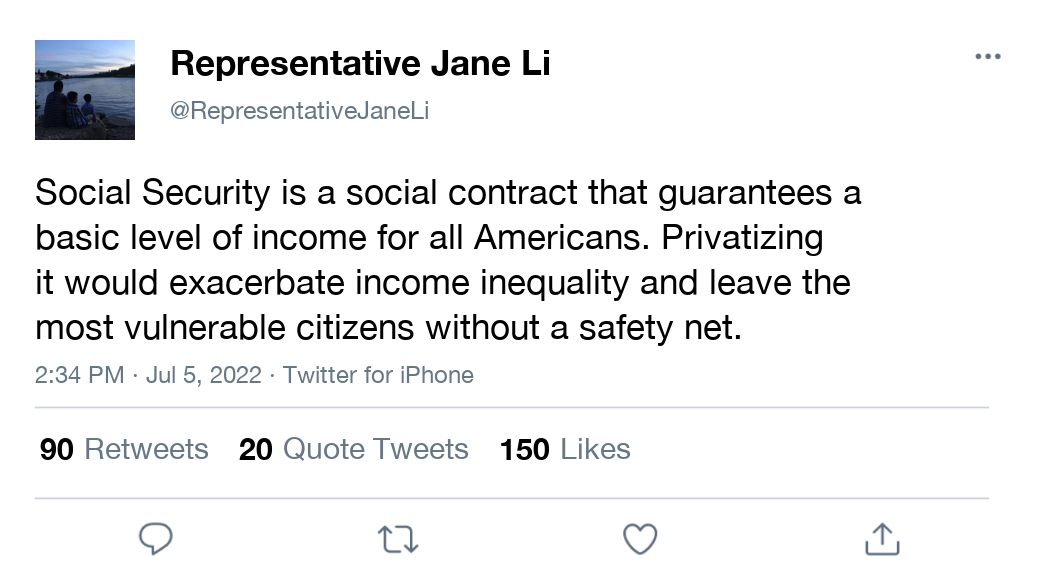 Representative Jane Li
@RepresentativeJaneLi
Social Security is a social contract that guarantees a
basic level of income for all Americans. Privatizing
it would exacerbate income inequality and leave the
most vulnerable citizens without a safety net.
2:34 PM · Jul 5, 2022 · Twitter for iPhone
90 Retweets 20 Quote Tweets 150 Likes